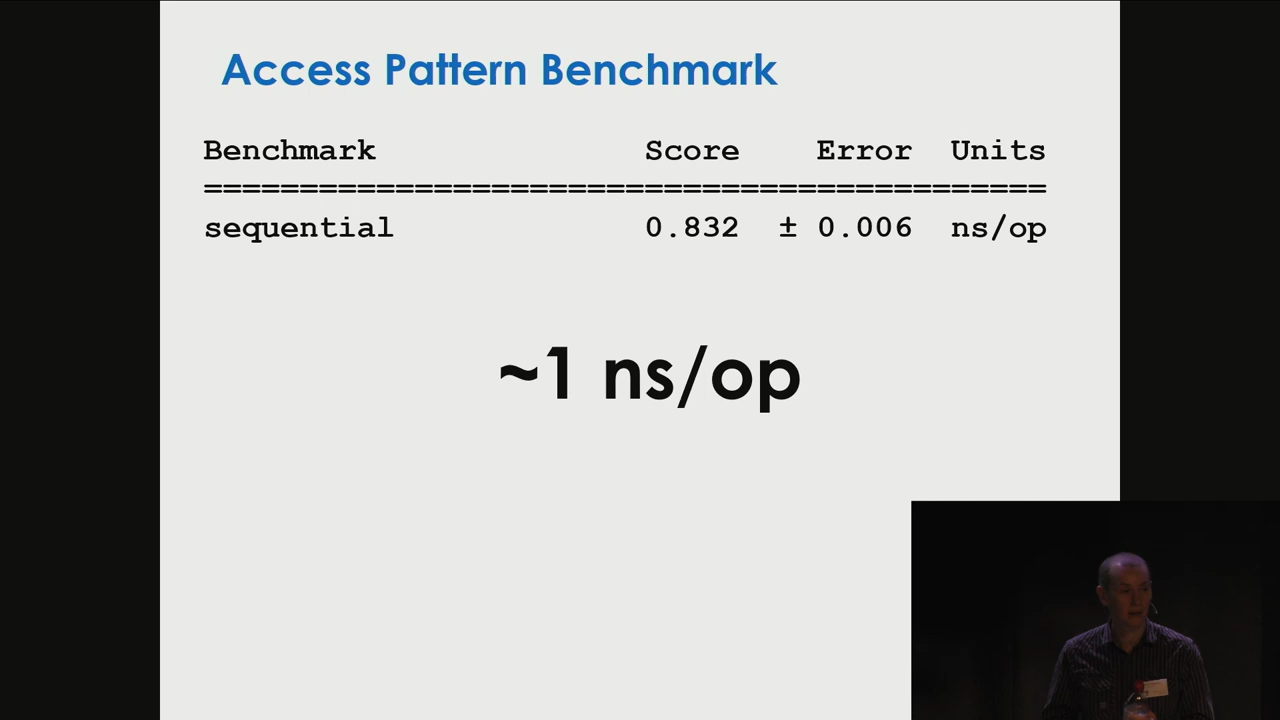 Access Pattern Benchmark
Benchmark Score Error Units
============================================
sequential 0.832 ± 0.006 ns/op
~1 ns/op